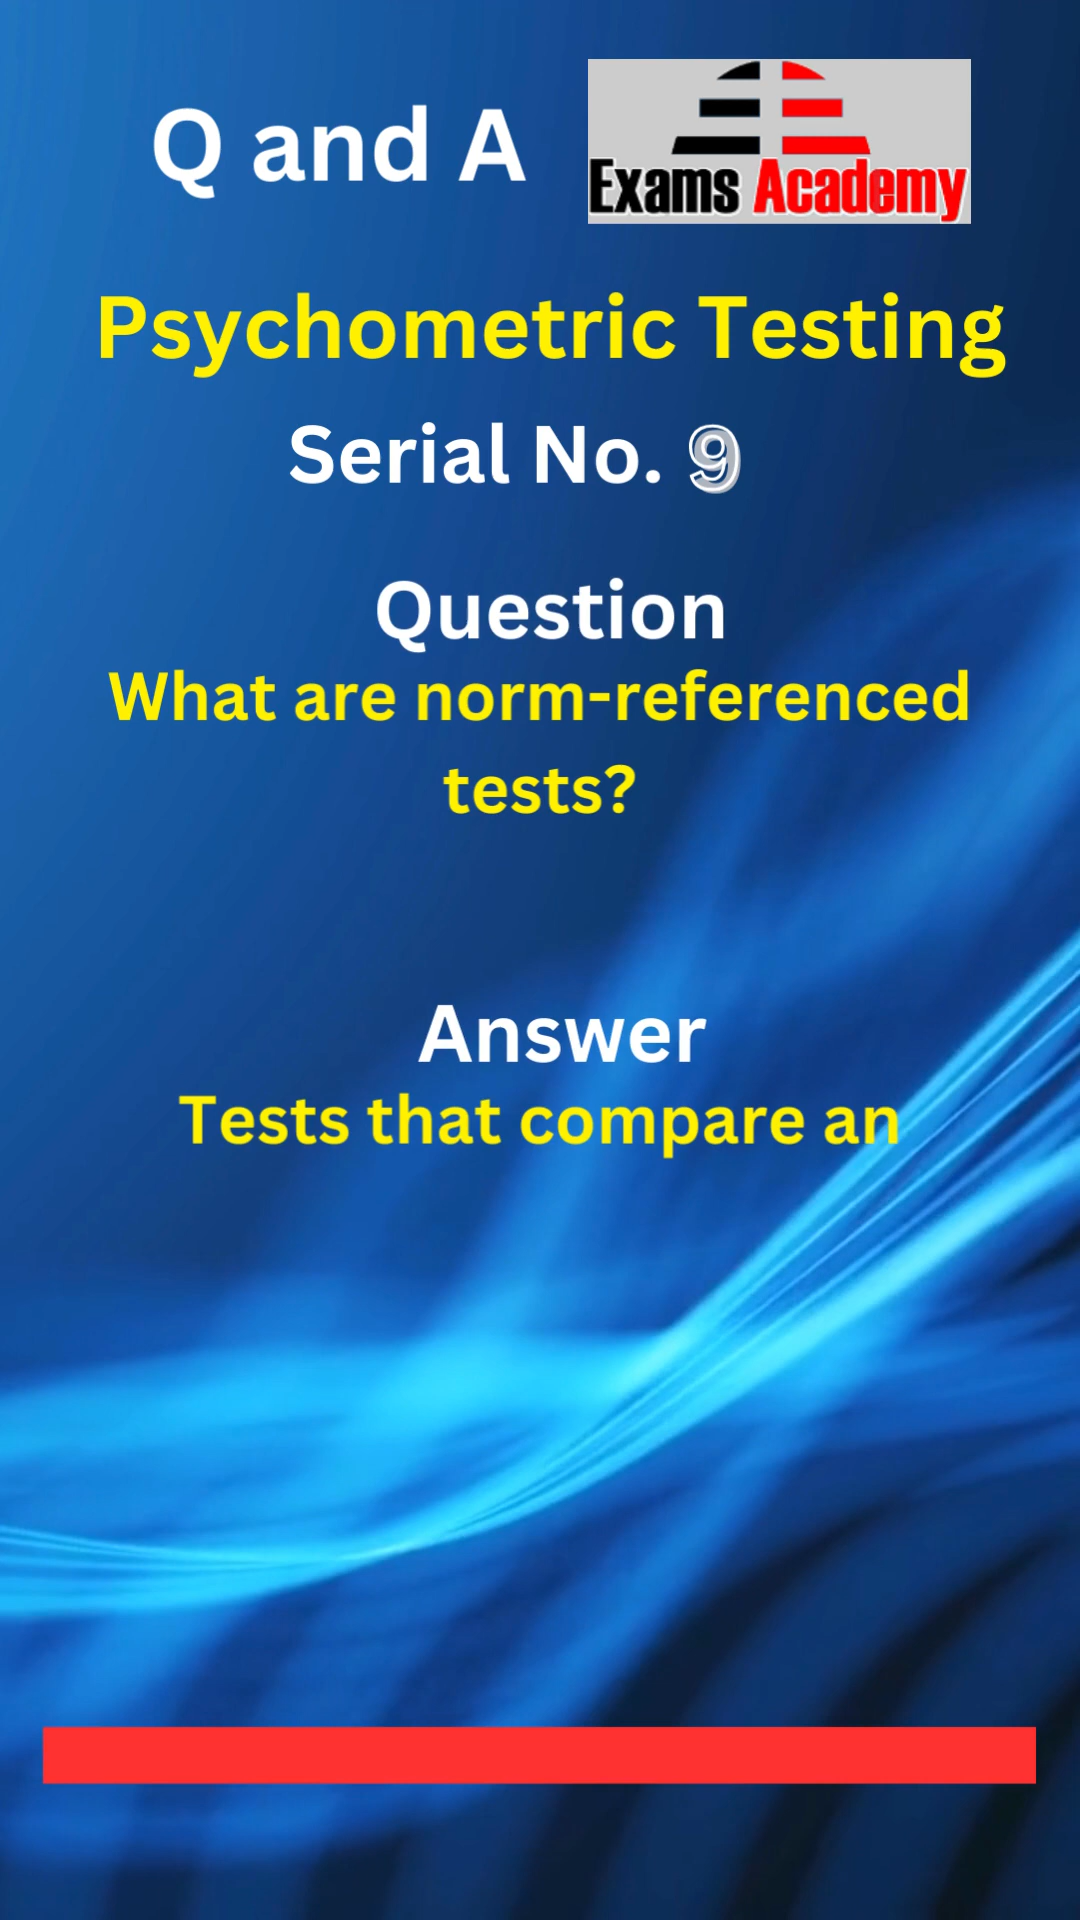 Q and A
Exams Academy
Psychometric Testing
Serial No. 9
Question
What are norm-referenced
tests?
Answer
Tests that compare an